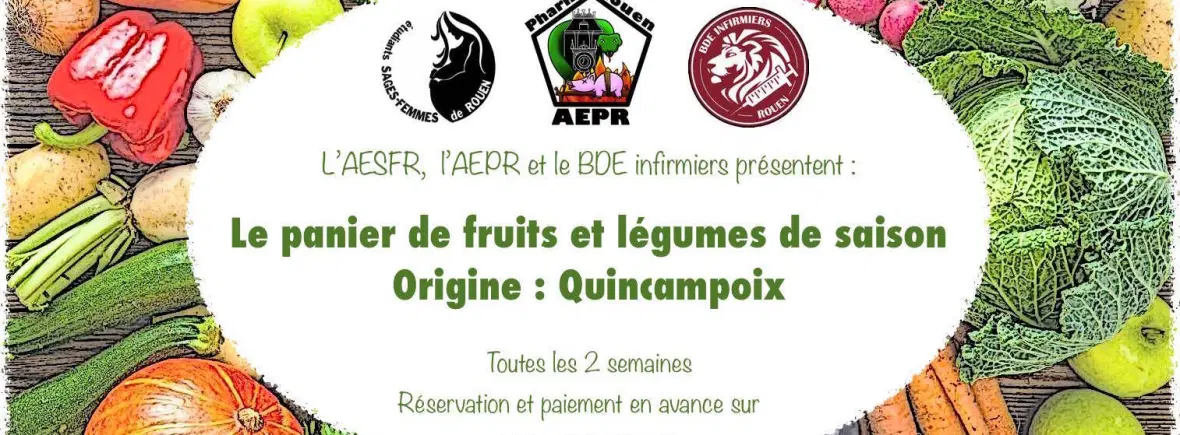 étudiants SAGES-FEMMES de ROUEN
AEPR
BDE INFIRMIERS
ROUEN
L'AESFR, l'AEPR et le BDE infirmiers présentent :
Le panier de fruits et légumes de saison
Origine : Quincampoix
Toutes les 2 semaines
Réservation et paiement en avance sur